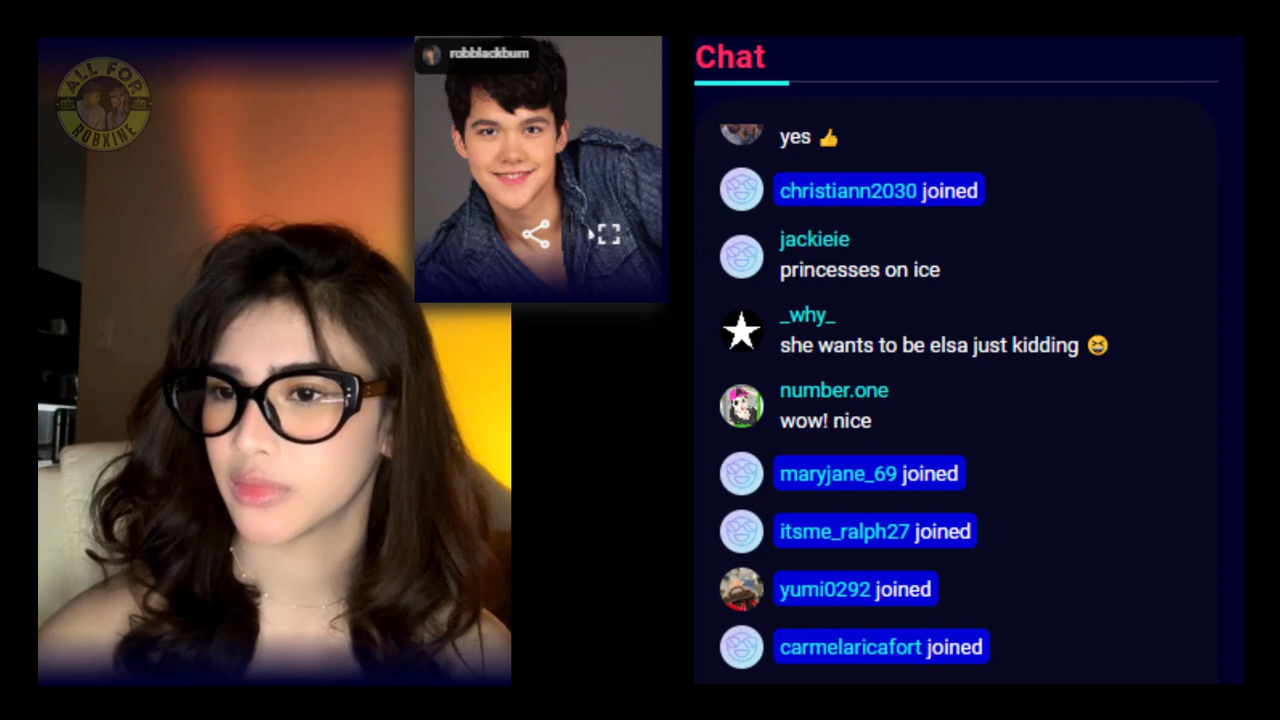 ALL FOR
ROBXINE
robblackburn
Chat
yes 👍
christiann2030 joined
jackieie
princesses on ice
_why_
she wants to be elsa just kidding 😆
number.one
wow! nice
maryjane_69 joined
itsme_ralph27 joined
yumi0292 joined
carmelaricafort joined